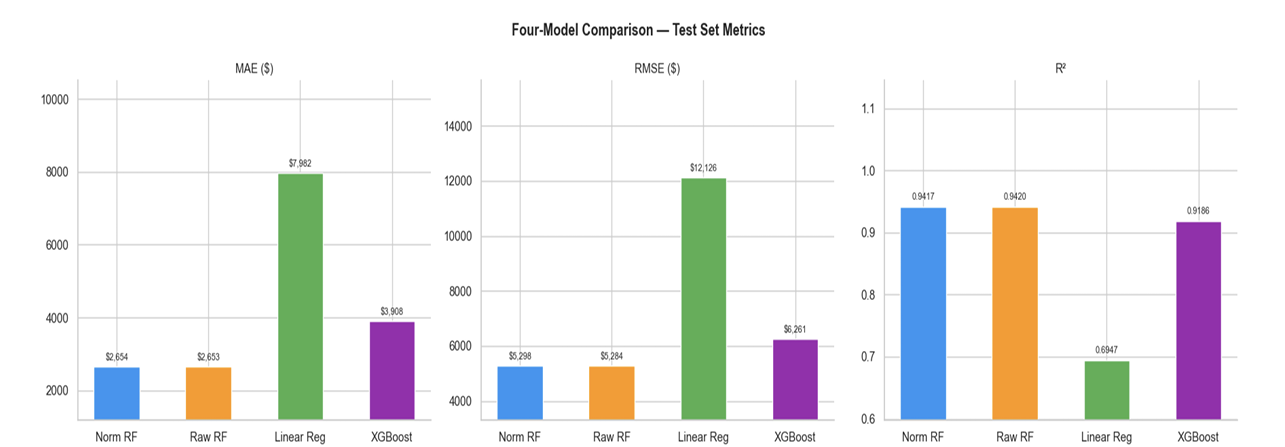 Four-Model Comparison — Test Set Metrics
MAE ($)
10000
8000
6000
4000
2000
$2,654
$2,653
$7,982
$3,908
Norm RF
Raw RF
Linear Reg
XGBoost
RMSE ($)
14000
12000
10000
8000
6000
4000
$5,298
$5,284
$12,126
$6,261
Norm RF
Raw RF
Linear Reg
XGBoost
R²
1.1
1.0
0.9
0.8
0.7
0.6
0.9417
0.9420
0.6947
0.9186
Norm RF
Raw RF
Linear Reg
XGBoost